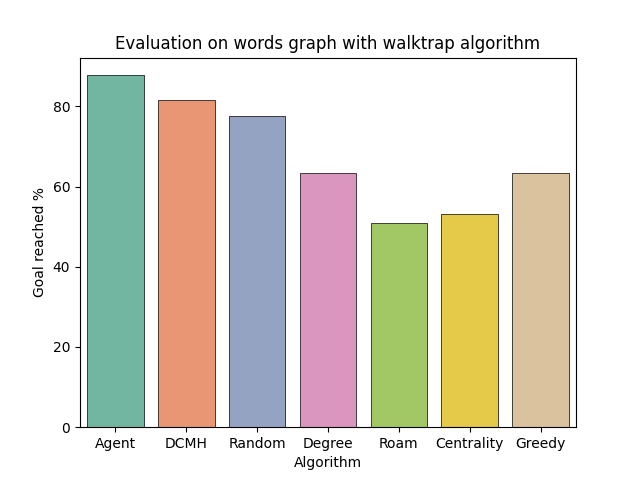 Evaluation on words graph with walktrap algorithm
Goal reached %
80
60
40
20
0
Agent DCMH Random Degree Roam Centrality Greedy
Algorithm